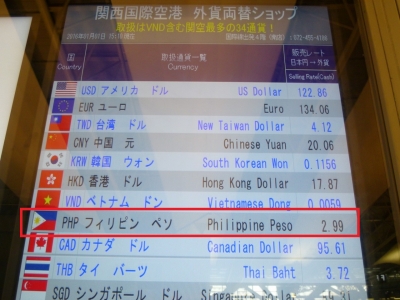 関西国際空港 外貨両替ショップ
取扱はVND含む関空最多の34通貨！
国 Country 取扱通貨一覧 Currency 販売レート 日本円→外貨 Selling Rate(Cash)
USD アメリカ ドル US Dollar 122.86
EUR ユーロ Euro 134.06
TWD 台湾 ドル New Taiwan Dollar 4.12
CNY 中国 元 Chinese Yuan 20.06
KRW 韓国 ウォン South Korean Won 0.1156
HKD 香港 ドル Hong Kong Dollar 17.87
VND ベトナム ドン Vietnamese Dong 0.0059
PHP フィリピン ペソ Philippine Peso 2.99
CAD カナダ ドル Canadian Dollar 95.61
THB タイ バーツ Thai Baht 3.72
SGD シンガポール ドル Singapore Dollar